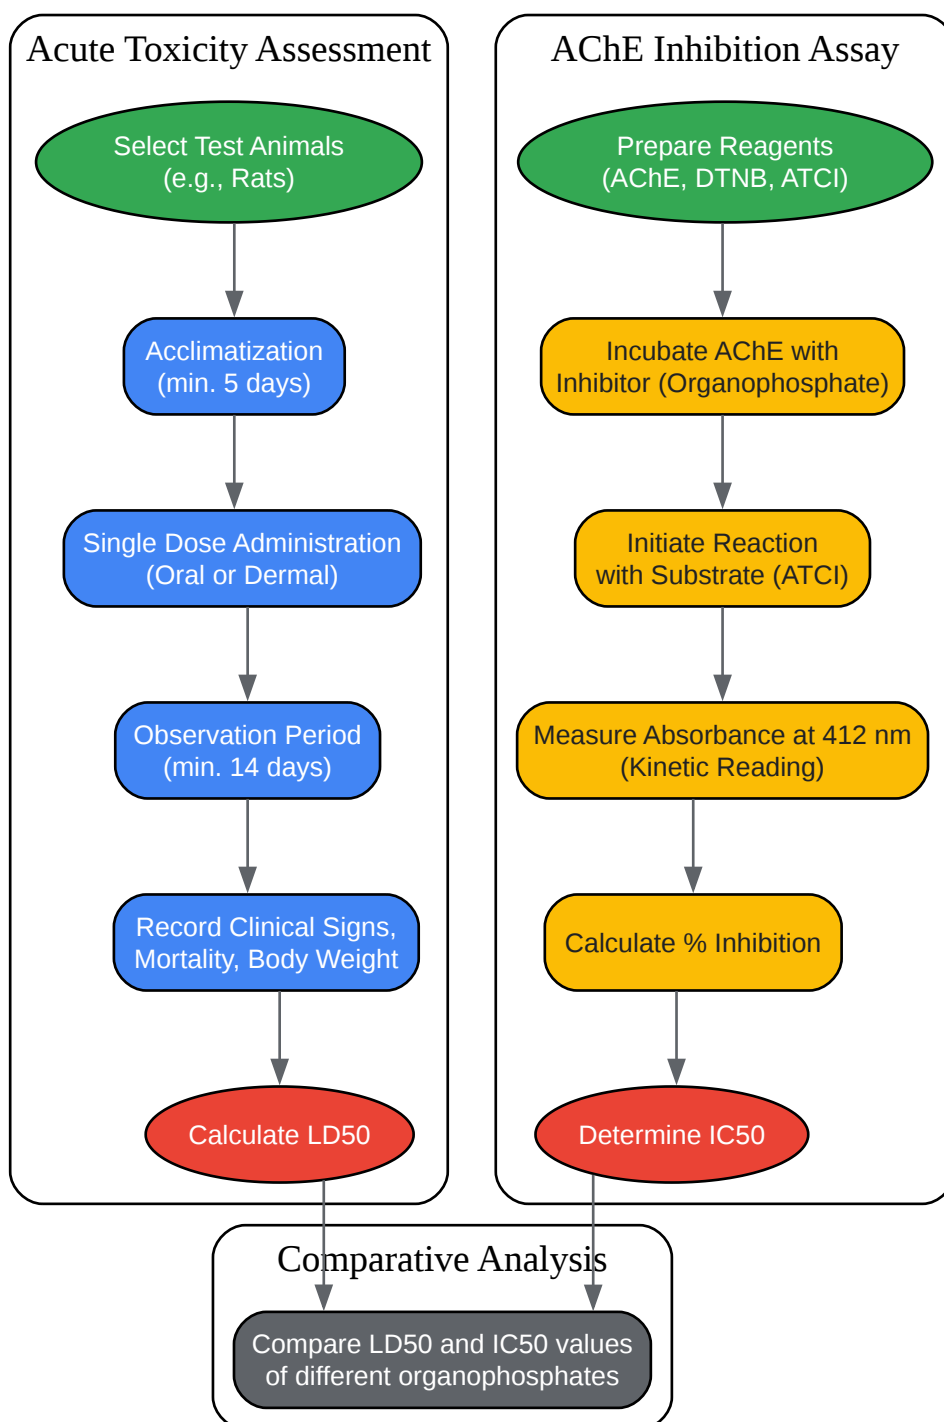 Acute Toxicity Assessment
Select Test Animals
(e.g., Rats)
Acclimatization
(min. 5 days)
Single Dose Administration
(Oral or Dermal)
Observation Period
(min. 14 days)
Record Clinical Signs,
Mortality, Body Weight
Calculate LD50
AChE Inhibition Assay
Prepare Reagents
(AChE, DTNB, ATCI)
Incubate AChE with
Inhibitor (Organophosphate)
Initiate Reaction
with Substrate (ATCI)
Measure Absorbance at 412 nm
(Kinetic Reading)
Calculate % Inhibition
Determine IC50
Comparative Analysis
Compare LD50 and IC50 values
of different organophosphates